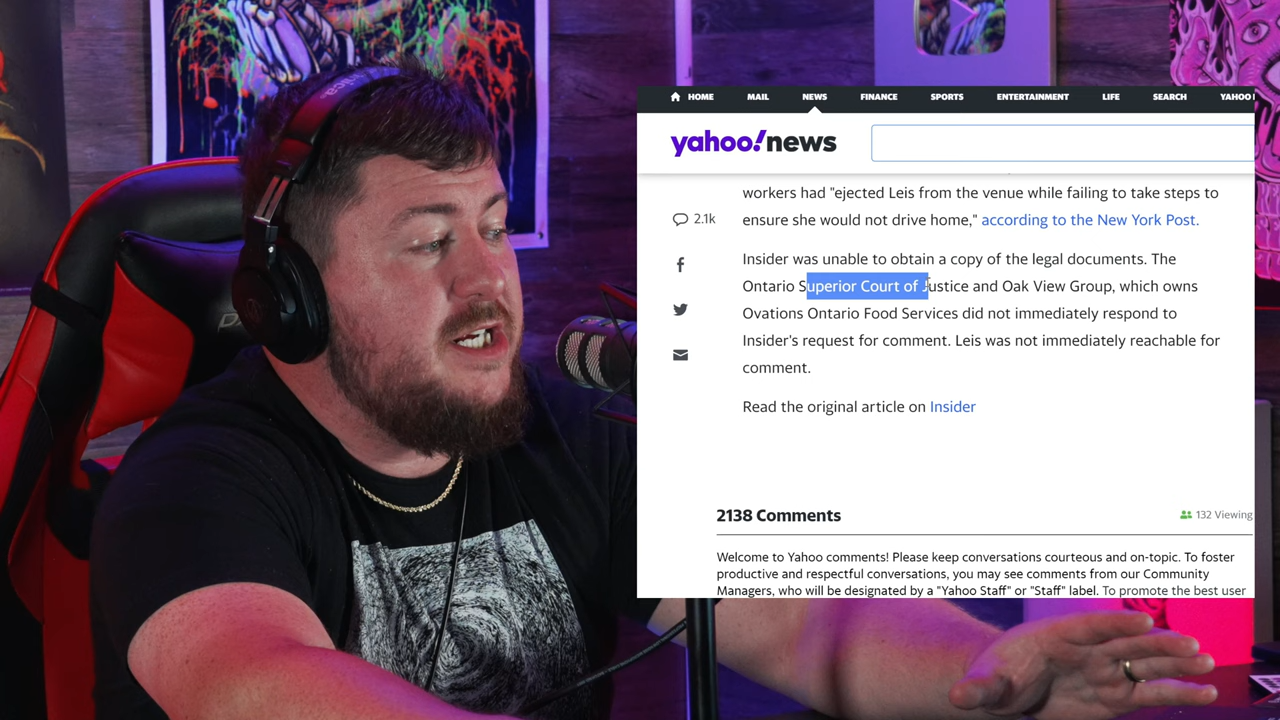 HOME MAIL NEWS FINANCE SPORTS ENTERTAINMENT LIFE SEARCH YAHOO
yahoo!news
workers had "ejected Leis from the venue while failing to take steps to
ensure she would not drive home," according to the New York Post.
2.1k
Insider was unable to obtain a copy of the legal documents. The
Ontario Superior Court of Justice and Oak View Group, which owns
Ovations Ontario Food Services did not immediately respond to
Insider's request for comment. Leis was not immediately reachable for
comment.
Read the original article on Insider
2138 Comments
132 Viewing
Welcome to Yahoo comments! Please keep conversations courteous and on-topic. To foster
productive and respectful conversations, you may see comments from our Community
Managers, who will be designated by a "Yahoo Staff" or "Staff" label. To promote the best user